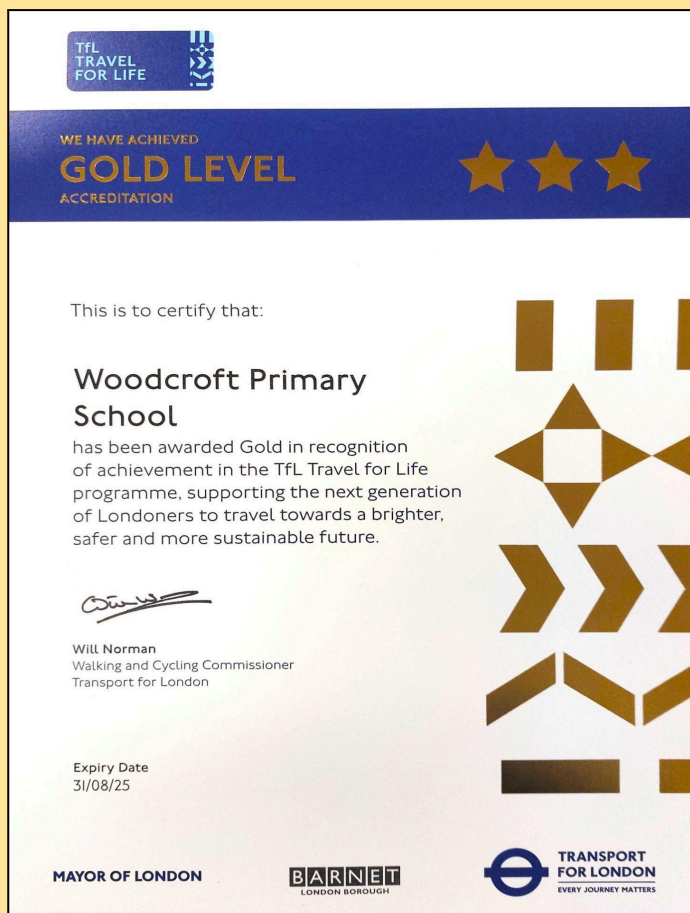 TfL
TRAVEL
FOR LIFE
WE HAVE ACHIEVED
GOLD LEVEL
ACCREDITATION
This is to certify that:
Woodcroft Primary
School
has been awarded Gold in recognition
of achievement in the TfL Travel for Life
programme, supporting the next generation
of Londoners to travel towards a brighter,
safer and more sustainable future.
Will Norman
Walking and Cycling Commissioner
Transport for London
Expiry Date
31/08/25
MAYOR OF LONDON
BARNET
LONDON BOROUGH
TRANSPORT
FOR LONDON
EVERY JOURNEY MATTERS